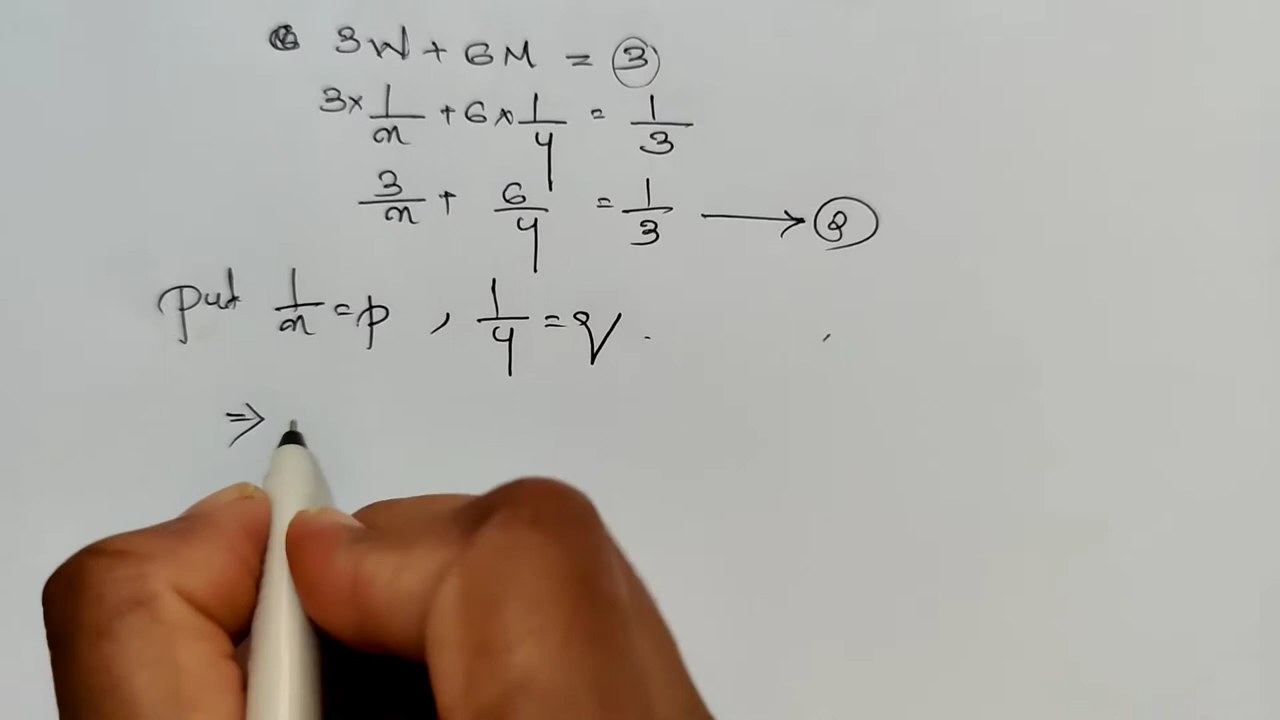 3W + 6M = 3
3 × 1/x + 6 × 1/y = 1/3
3/x + 6/y = 1/3 → 2
put 1/x = p , 1/y = q .
⇒